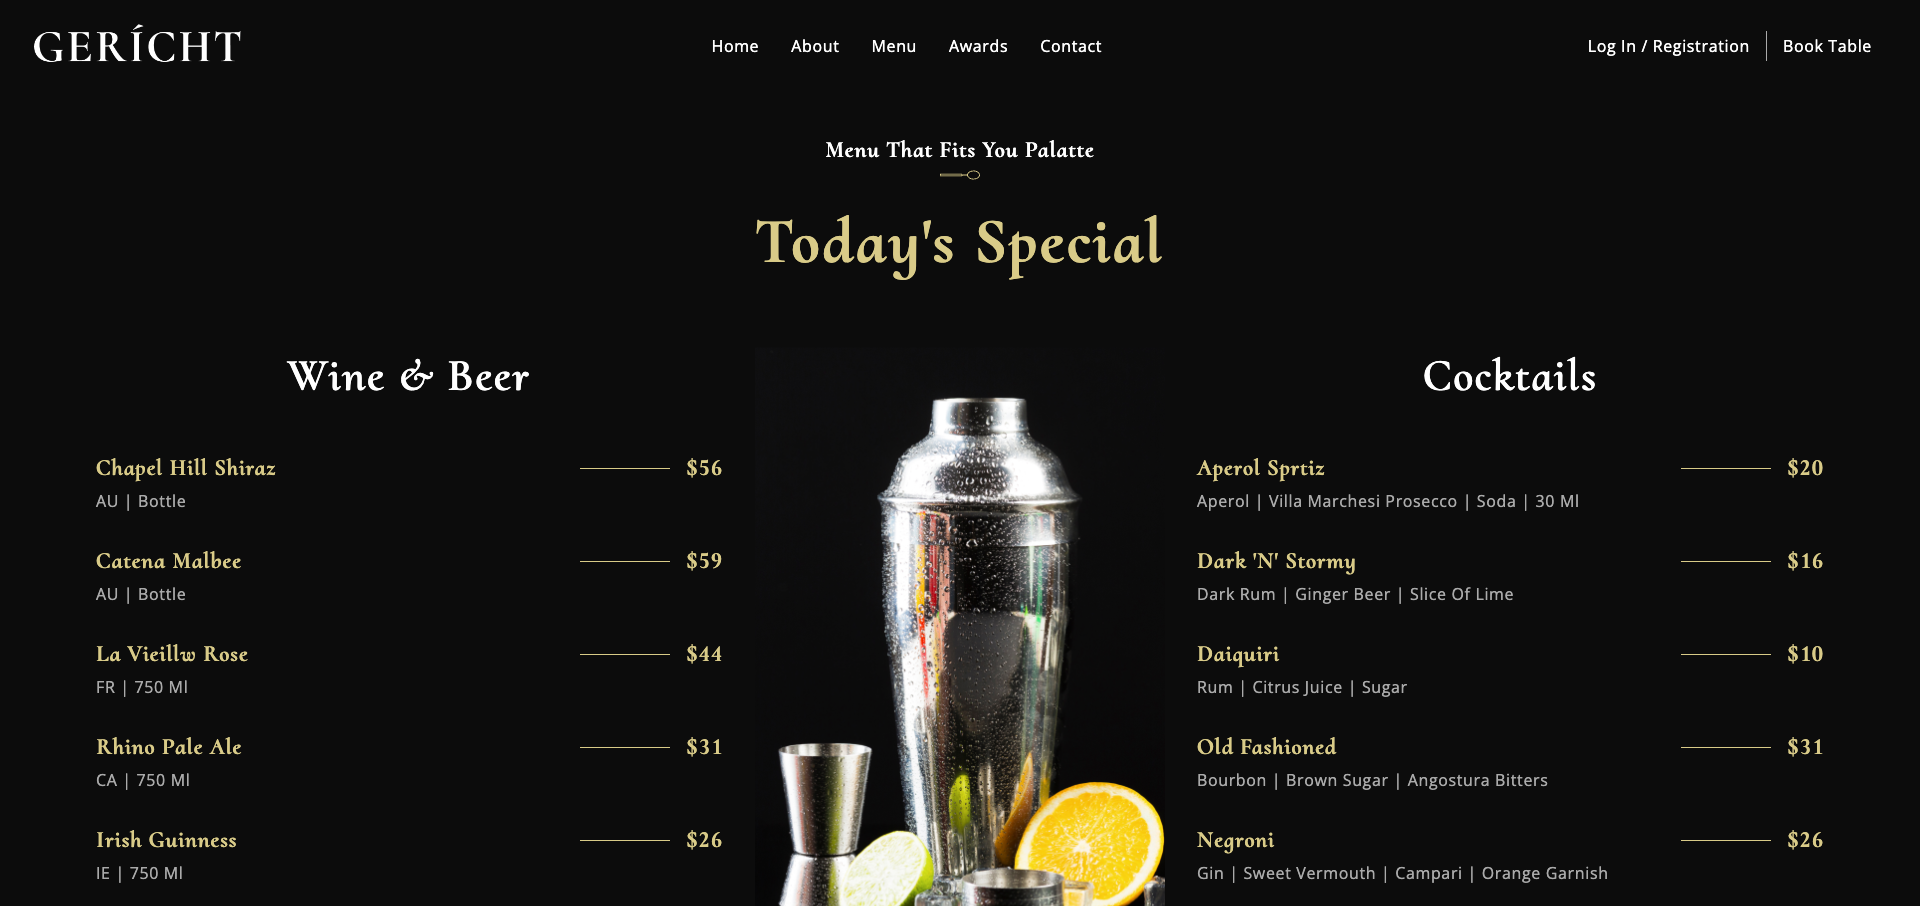 GERÍCHT
Home
About
Menu
Awards
Contact
Log In / Registration
Book Table
Menu That Fits You Palatte
Today's Special
Wine & Beer
Chapel Hill Shiraz $56
AU | Bottle
Catena Malbee $59
AU | Bottle
La Vieillw Rose $44
FR | 750 Ml
Rhino Pale Ale $31
CA | 750 Ml
Irish Guinness $26
IE | 750 Ml
Cocktails
Aperol Sprtiz $20
Aperol | Villa Marchesi Prosecco | Soda | 30 Ml
Dark 'N' Stormy $16
Dark Rum | Ginger Beer | Slice Of Lime
Daiquiri $10
Rum | Citrus Juice | Sugar
Old Fashioned $31
Bourbon | Brown Sugar | Angostura Bitters
Negroni $26
Gin | Sweet Vermouth | Campari | Orange Garnish